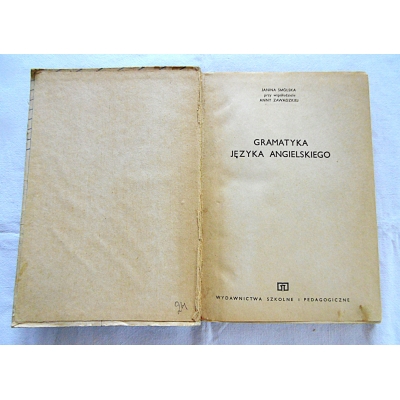 JANINA SMÓLSKA
przy współudziale
ANNY ZAWADZKIEJ
GRAMATYKA
JĘZYKA ANGIELSKIEGO
WYDAWNICTWA SZKOLNE I PEDAGOGICZNE